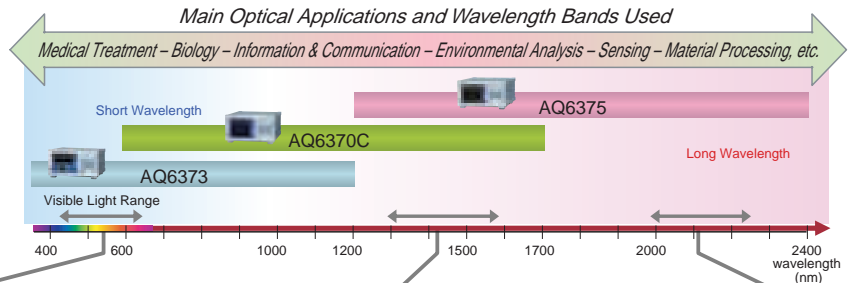 Main Optical Applications and Wavelength Bands Used
Medical Treatment – Biology – Information & Communication – Environmental Analysis – Sensing – Material Processing, etc.
Short Wavelength
AQ6375
AQ6370C
Long Wavelength
AQ6373
Visible Light Range
400 600 1000 1200 1500 1700 2000 2400
wavelength
(nm)